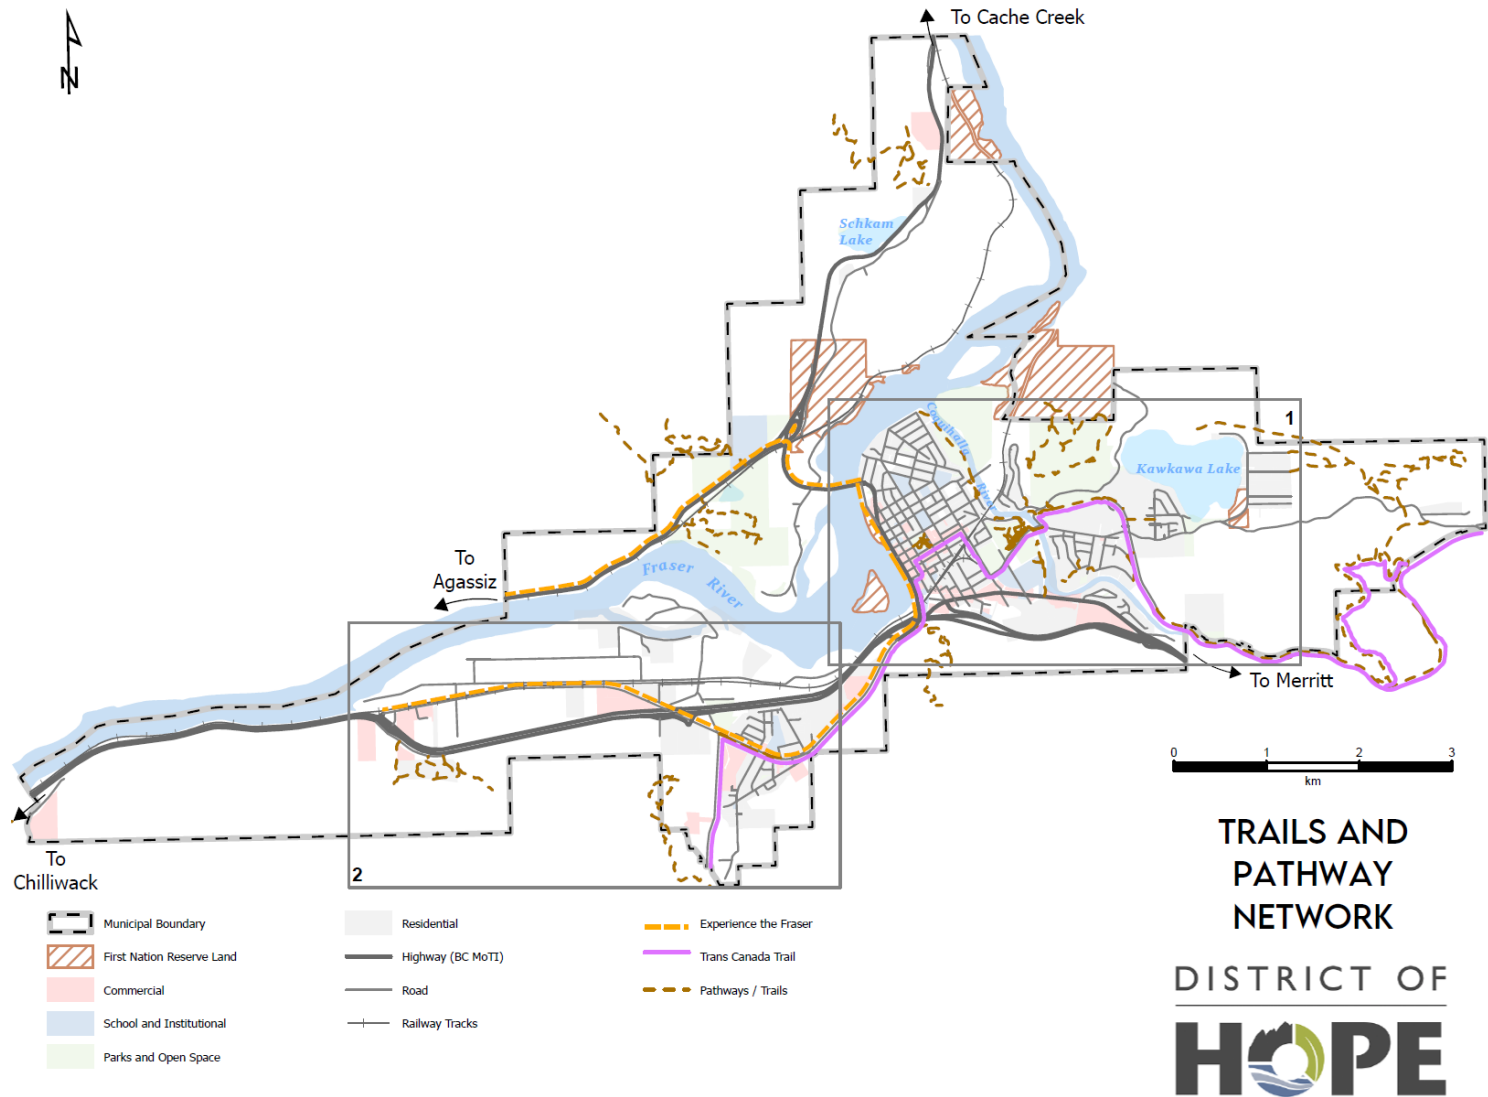 To Cache Creek
N
Schkam
Lake
1
Coquihalla
River
Kawkawa Lake
To
Agassiz
Fraser
River
To Merritt
0 1 2 3
km
2
To
Chilliwack
TRAILS AND
PATHWAY
NETWORK
Municipal Boundary
First Nation Reserve Land
Commercial
School and Institutional
Parks and Open Space
Residential
Highway (BC MoTI)
Road
Railway Tracks
Experience the Fraser
Trans Canada Trail
Pathways / Trails
DISTRICT OF
HOPE